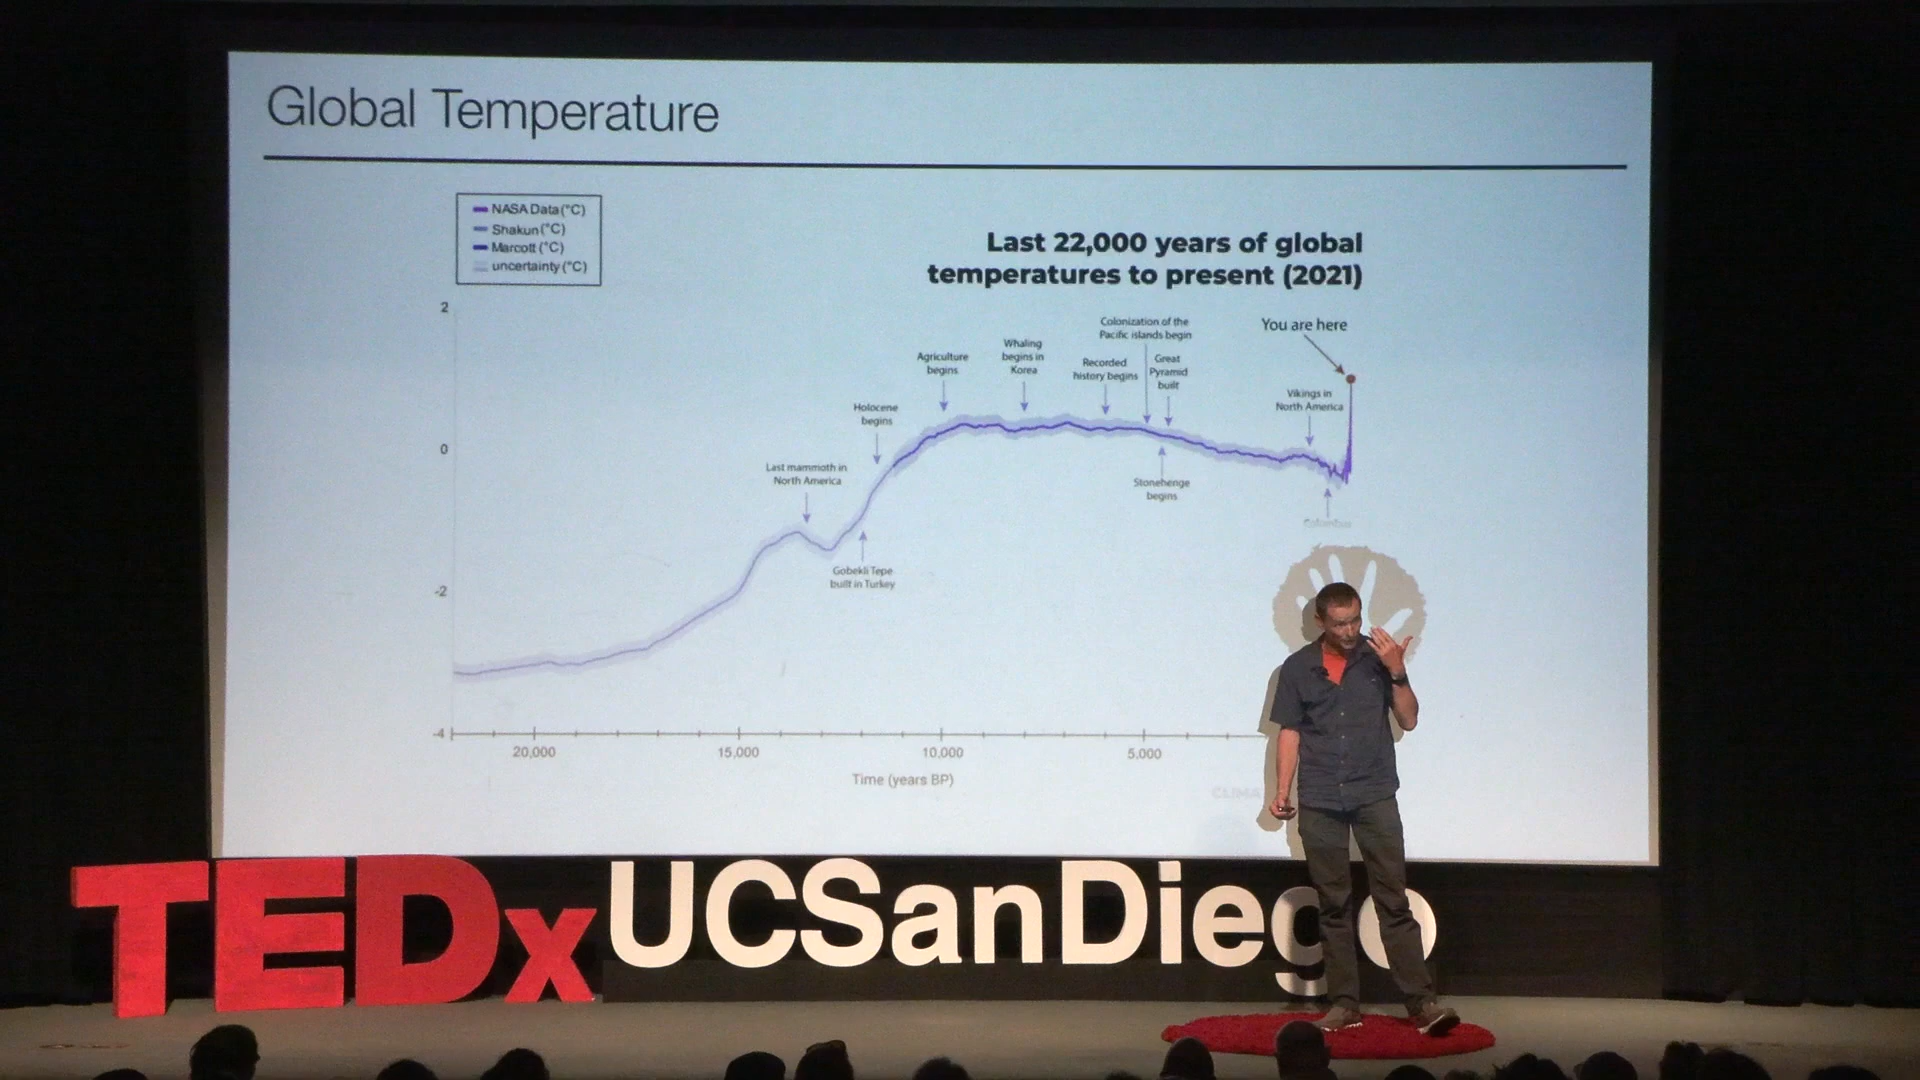 Global Temperature
NASA Data (°C)
Shakun (°C)
Marcott (°C)
uncertainty (°C)
Last 22,000 years of global
temperatures to present (2021)
2
0
-2
-4
Colonization of the
Pacific islands begin
You are here
Whaling
begins in
Korea
Agriculture
begins
Recorded
history begins
Great
Pyramid
built
Vikings in
North America
Holocene
begins
Last mammoth in
North America
Stonehenge
begins
Columbus
Gobekli Tepe
built in Turkey
20,000
15,000
10,000
5,000
Time (years BP)
CLIMA
TEDxUCSanDiego